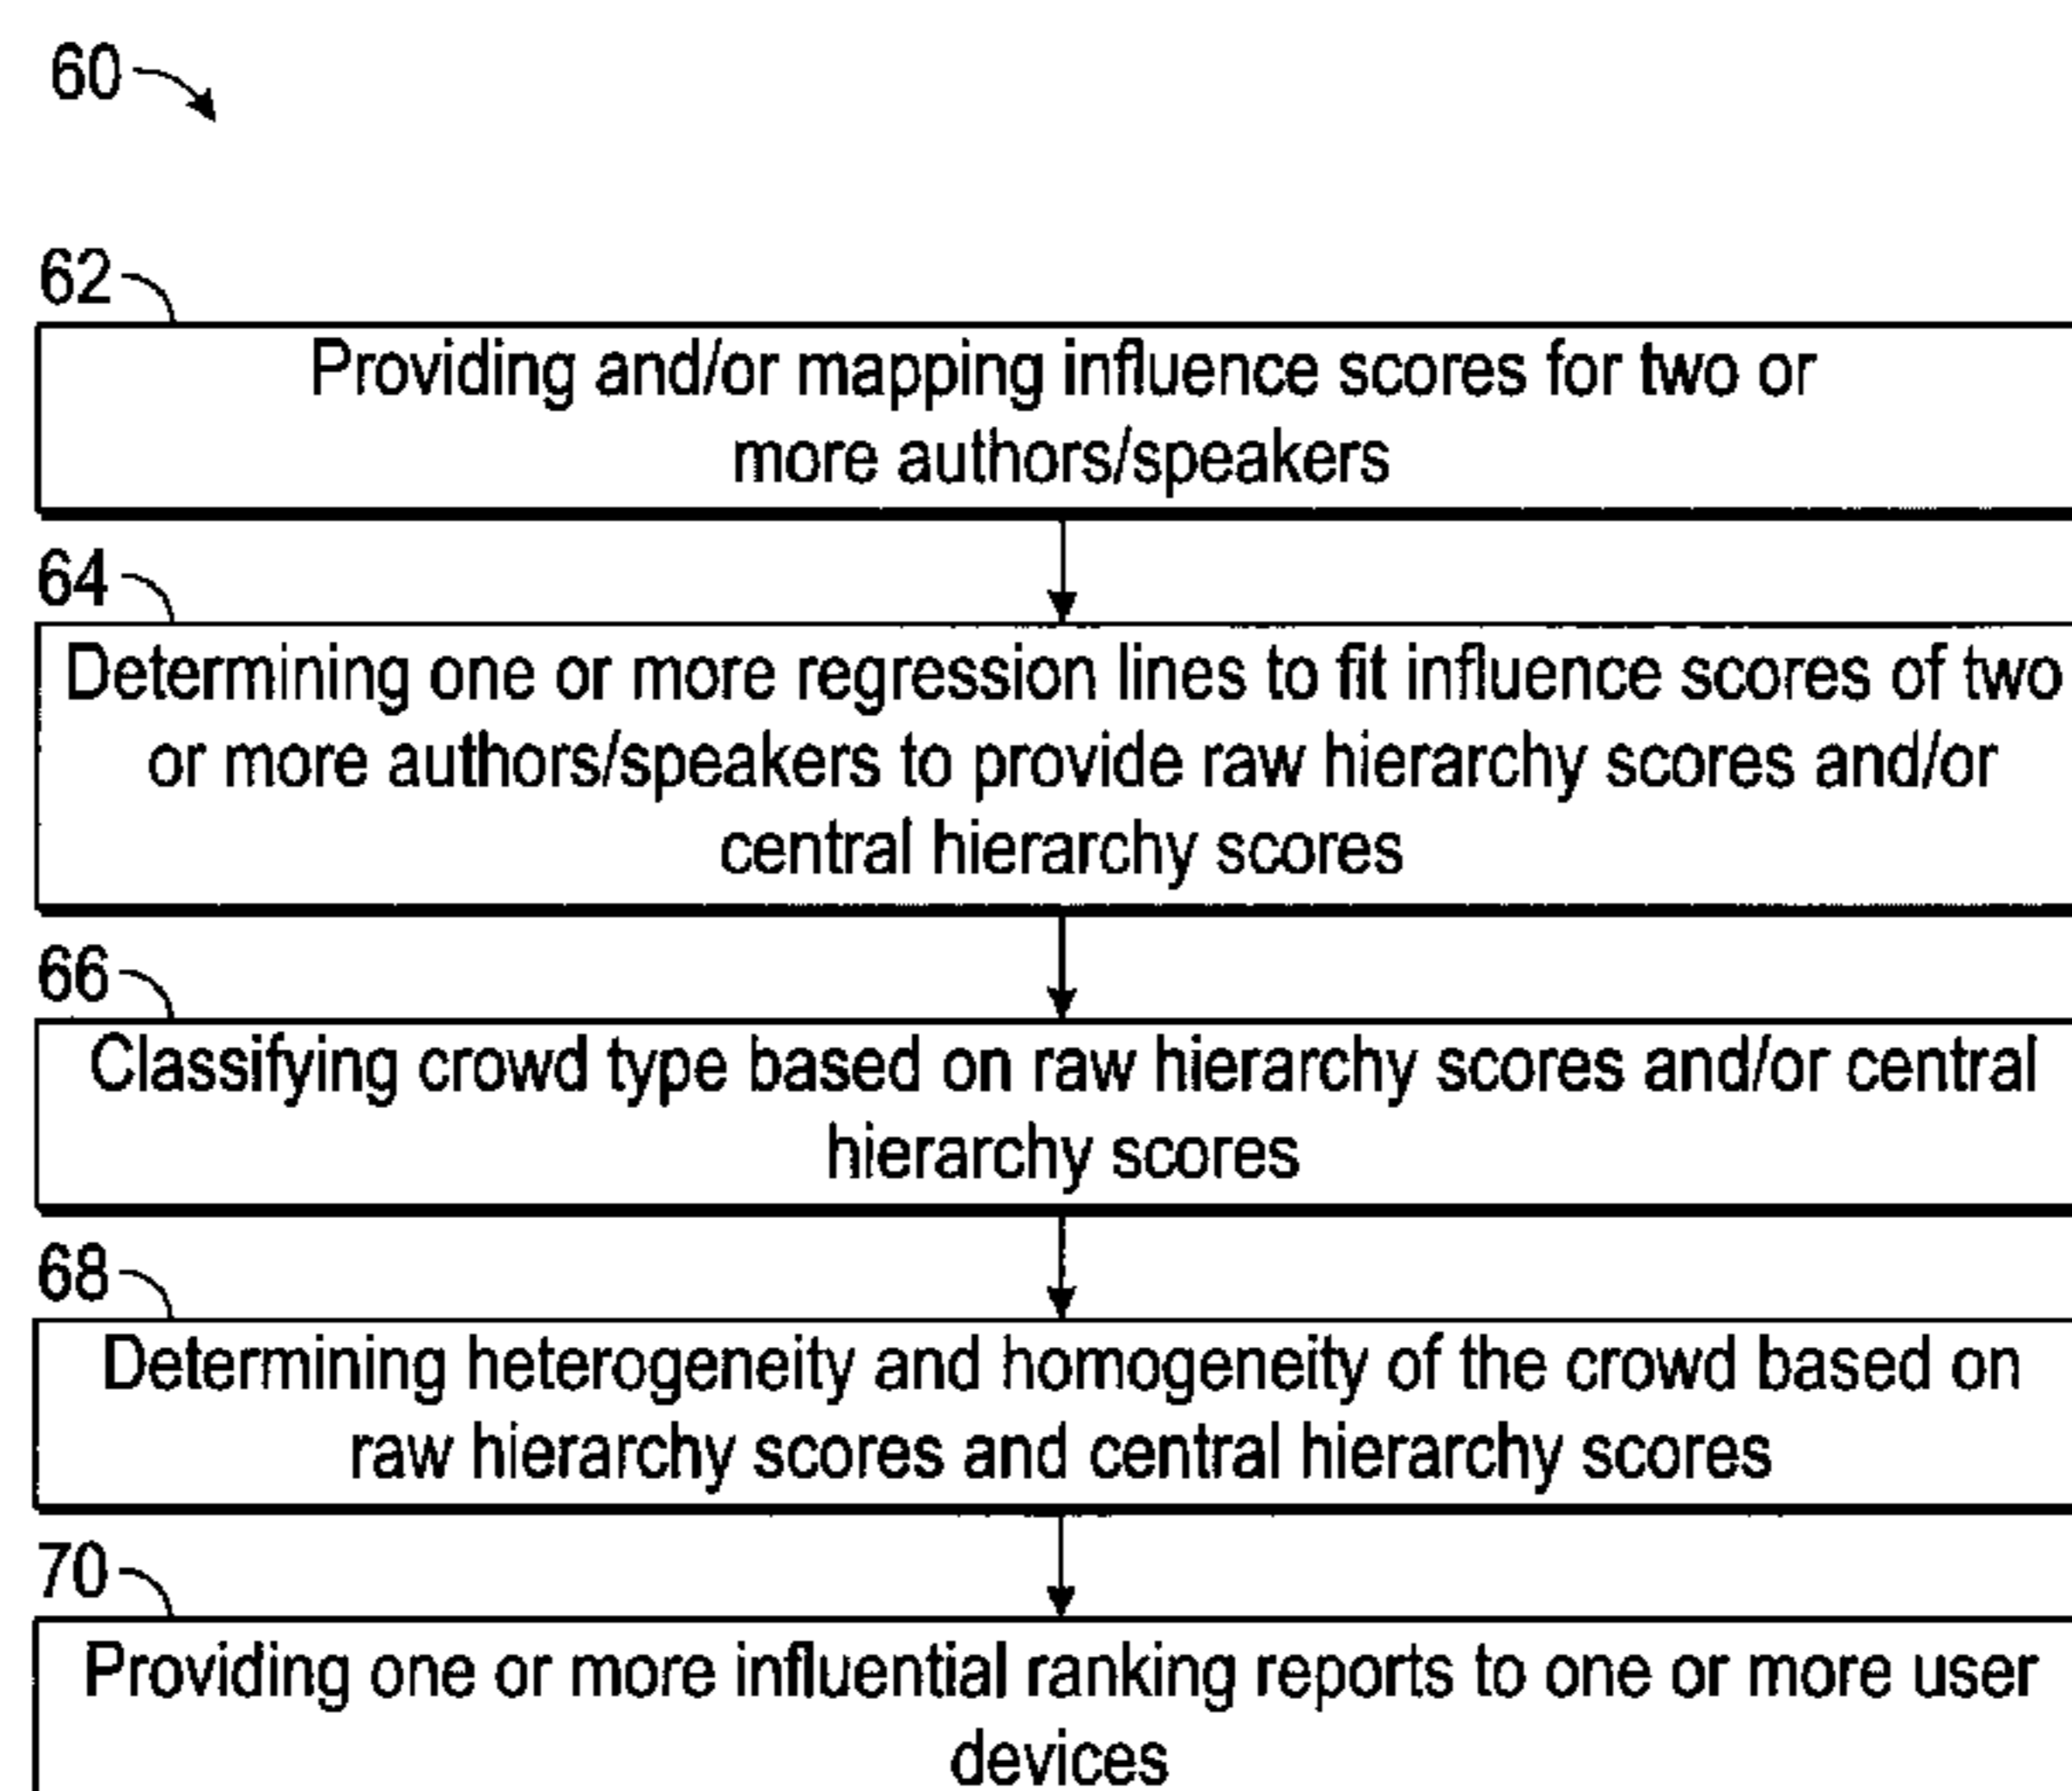 60
62
Providing and/or mapping influence scores for two or
more authors/speakers
64
Determining one or more regression lines to fit influence scores of two
or more authors/speakers to provide raw hierarchy scores and/or
central hierarchy scores
66
Classifying crowd type based on raw hierarchy scores and/or central
hierarchy scores
68
Determining heterogeneity and homogeneity of the crowd based on
raw hierarchy scores and central hierarchy scores
70
Providing one or more influential ranking reports to one or more user
devices